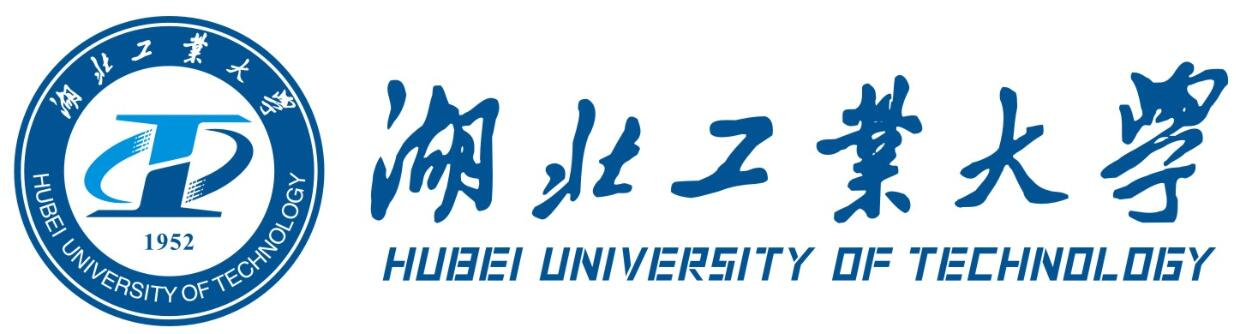 湖北工業大學
1952
HUBEI UNIVERSITY OF TECHNOLOGY
湖北工業大學
HUBEI UNIVERSITY OF TECHNOLOGY